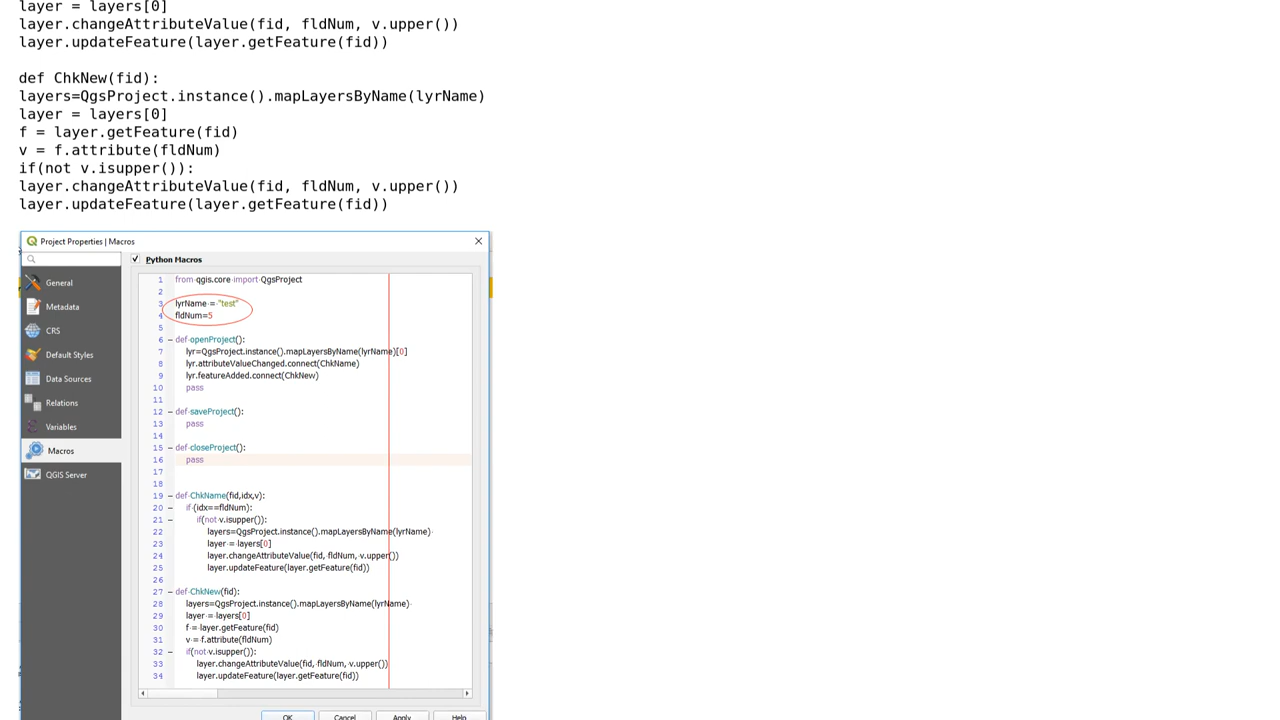 layer = layers[0]
layer.changeAttributeValue(fid, fldNum, v.upper())
layer.updateFeature(layer.getFeature(fid))
def ChkNew(fid):
layers=QgsProject.instance().mapLayersByName(lyrName)
layer = layers[0]
f = layer.getFeature(fid)
v = f.attribute(fldNum)
if(not v.isupper()):
layer.changeAttributeValue(fid, fldNum, v.upper())
layer.updateFeature(layer.getFeature(fid))
Project Properties | Macros
General
Metadata
CRS
Default Styles
Data Sources
Relations
Variables
Macros
QGIS Server
Python Macros
1 from qgis.core import QgsProject
2
3 lyrName = "test"
4 fldNum=5
5
6 def openProject():
7 lyr=QgsProject.instance().mapLayersByName(lyrName)[0]
8 lyr.attributeValueChanged.connect(ChkName)
9 lyr.featureAdded.connect(ChkNew)
10 pass
11
12 def saveProject():
13 pass
14
15 def closeProject():
16 pass
17
18
19 def ChkName(fid,idx,v):
20 if (idx==fldNum):
21 if(not v.isupper()):
22 layers=QgsProject.instance().mapLayersByName(lyrName)
23 layer = layers[0]
24 layer.changeAttributeValue(fid, fldNum, v.upper())
25 layer.updateFeature(layer.getFeature(fid))
26
27 def ChkNew(fid):
28 layers=QgsProject.instance().mapLayersByName(lyrName)
29 layer = layers[0]
30 f = layer.getFeature(fid)
31 v = f.attribute(fldNum)
32 if(not v.isupper()):
33 layer.changeAttributeValue(fid, fldNum, v.upper())
34 layer.updateFeature(layer.getFeature(fid))
OK Cancel Apply Help